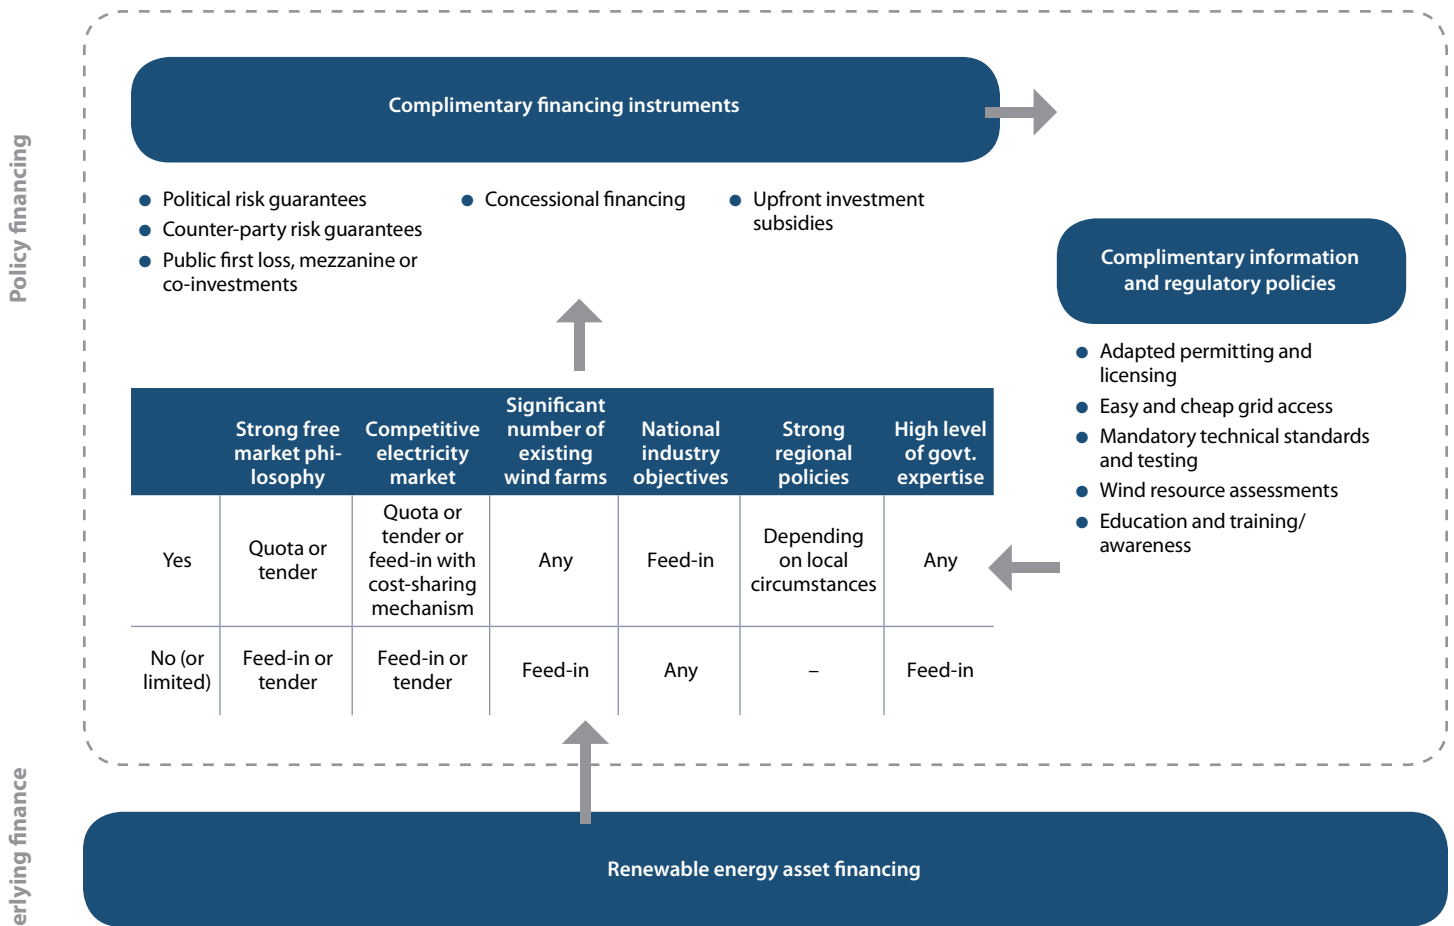 Policy financing
Complimentary financing instruments
● Political risk guarantees
● Counter-party risk guarantees
● Public first loss, mezzanine or
co-investments
● Concessional financing
● Upfront investment
subsidies
Complimentary information
and regulatory policies
● Adapted permitting and
licensing
● Easy and cheap grid access
● Mandatory technical standards
and testing
● Wind resource assessments
● Education and training/
awareness
Strong free
market phi-
losophy
Competitive
electricity
market
Significant
number of
existing
wind farms
National
industry
objectives
Strong
regional
policies
High level
of govt.
expertise
Yes
Quota or
tender
Quota or
tender or
feed-in with
cost-sharing
mechanism
Any
Feed-in
Depending
on local
circumstances
Any
No (or
limited)
Feed-in or
tender
Feed-in or
tender
Feed-in
Any
–
Feed-in
erlying finance
Renewable energy asset financing